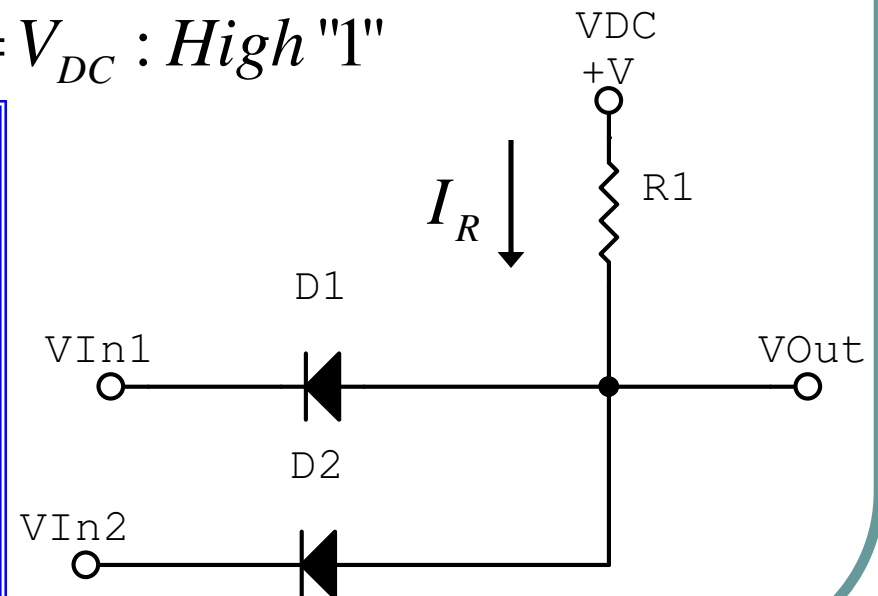 = V_DC : High "1"
VDC
+V
R1
I_R
D1
VIn1
VOut
D2
VIn2